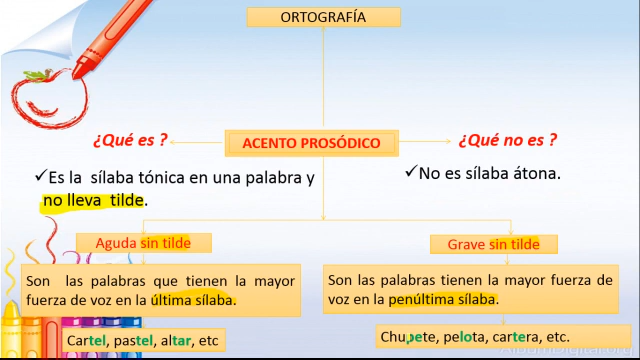 ORTOGRAFÍA
¿Qué es ?
ACENTO PROSÓDICO
¿Qué no es ?
✓Es la sílaba tónica en una palabra y
no lleva tilde.
✓No es sílaba átona.
Aguda sin tilde
Grave sin tilde
Son las palabras que tienen la mayor
fuerza de voz en la última sílaba.
Son las palabras tienen la mayor fuerza de
voz en la penúltima sílaba.
Cartel, pastel, altar, etc
Chupete, pelota, cartera, etc.